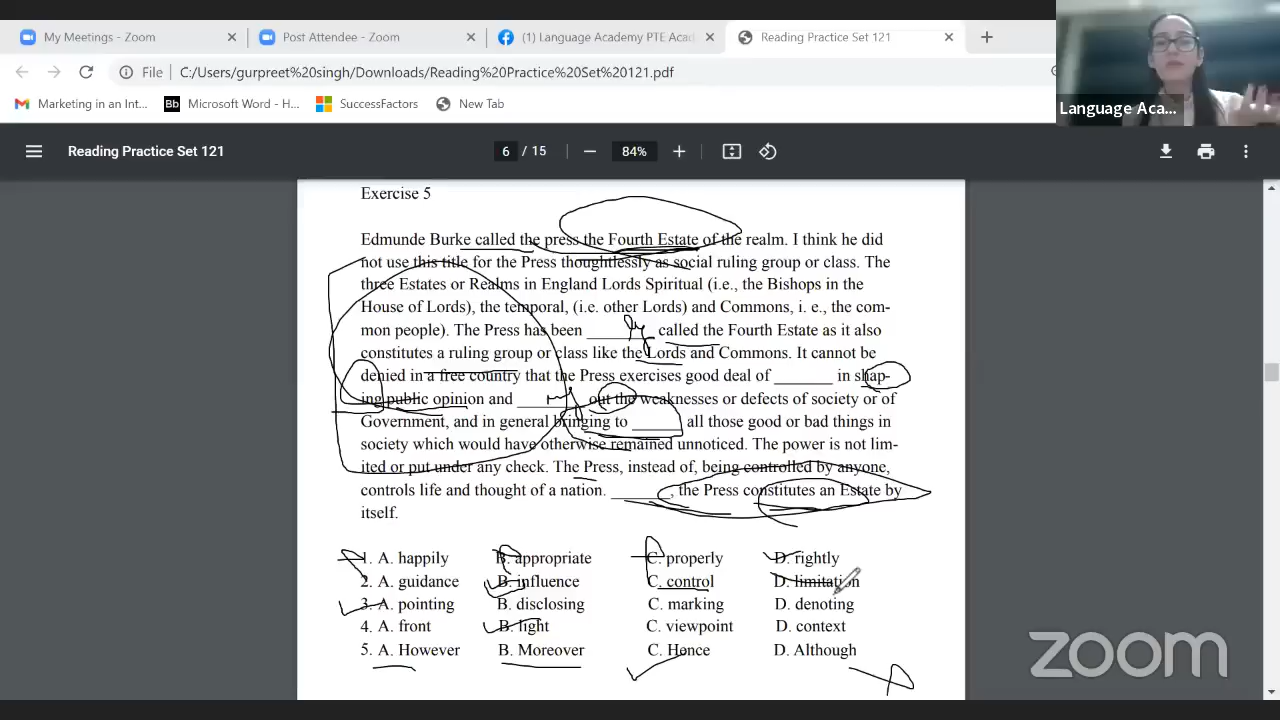 My Meetings - Zoom
Post Attendee - Zoom
(1) Language Academy PTE Aca
Reading Practice Set 121
File
C:/Users/gurpreet%20singh/Downloads/Reading%20Practice%20Set%20121.pdf
Language Aca...
Marketing in an Int...
Bb
Microsoft Word - H...
SuccessFactors
New Tab
Reading Practice Set 121
6 / 15
84%
Exercise 5
Edmunde Burke called the press the Fourth Estate of the realm. I think he did
not use this title for the Press thoughtlessly as social ruling group or class. The
three Estates or Realms in England Lords Spiritual (i.e., the Bishops in the
House of Lords), the temporal, (i.e. other Lords) and Commons, i. e., the com-
mon people). The Press has been ______ called the Fourth Estate as it also
constitutes a ruling group or class like the Lords and Commons. It cannot be
denied in a free country that the Press exercises good deal of ______ in shap-
ing public opinion and ______ out the weaknesses or defects of society or of
Government, and in general bringing to ______ all those good or bad things in
society which would have otherwise remained unnoticed. The power is not lim-
ited or put under any check. The Press, instead of, being controlled by anyone,
controls life and thought of a nation. ______, the Press constitutes an Estate by
itself.
1. A. happily B. appropriate C. properly D. rightly
2. A. guidance B. influence C. control D. limitation
3. A. pointing B. disclosing C. marking D. denoting
4. A. front B. light C. viewpoint D. context
5. A. However B. Moreover C. Hence D. Although
zoom